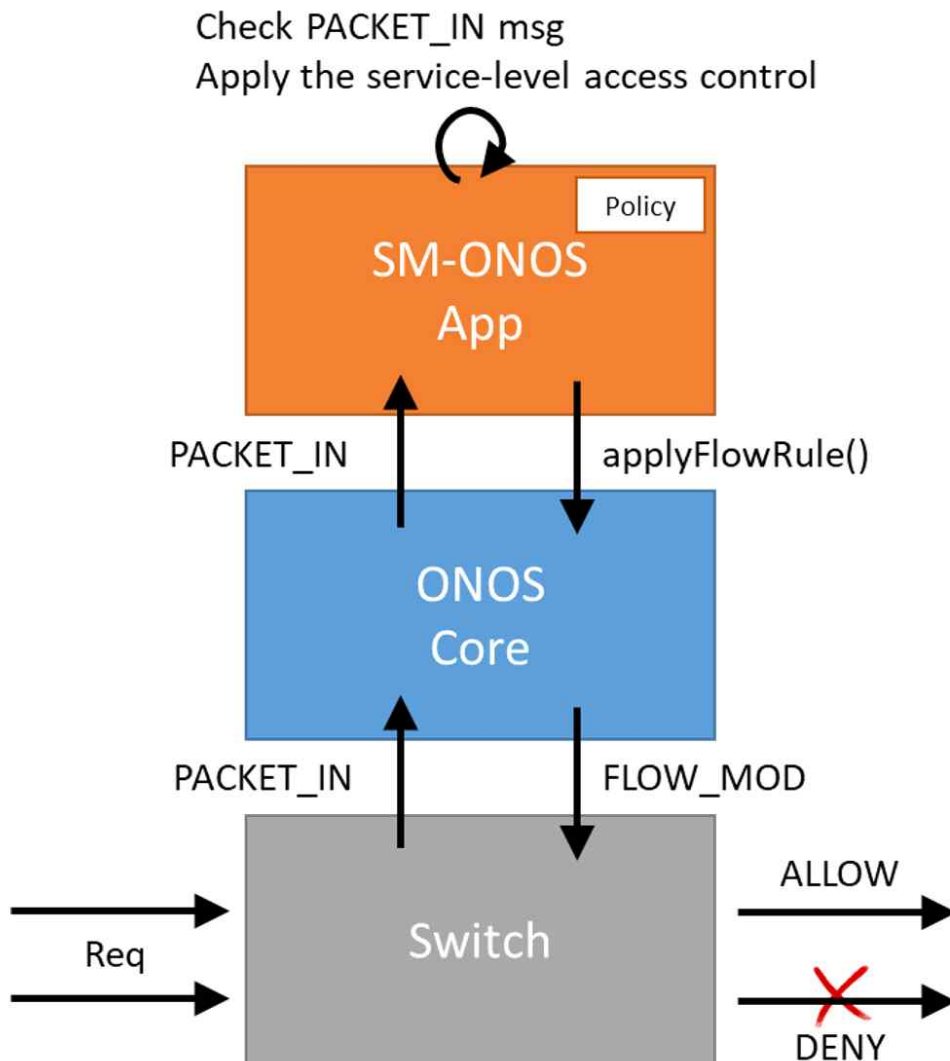 Check PACKET_IN msg
Apply the service-level access control
Policy
SM-ONOS
App
PACKET_IN
applyFlowRule()
ONOS
Core
PACKET_IN
FLOW_MOD
ALLOW
Switch
Req
DENY